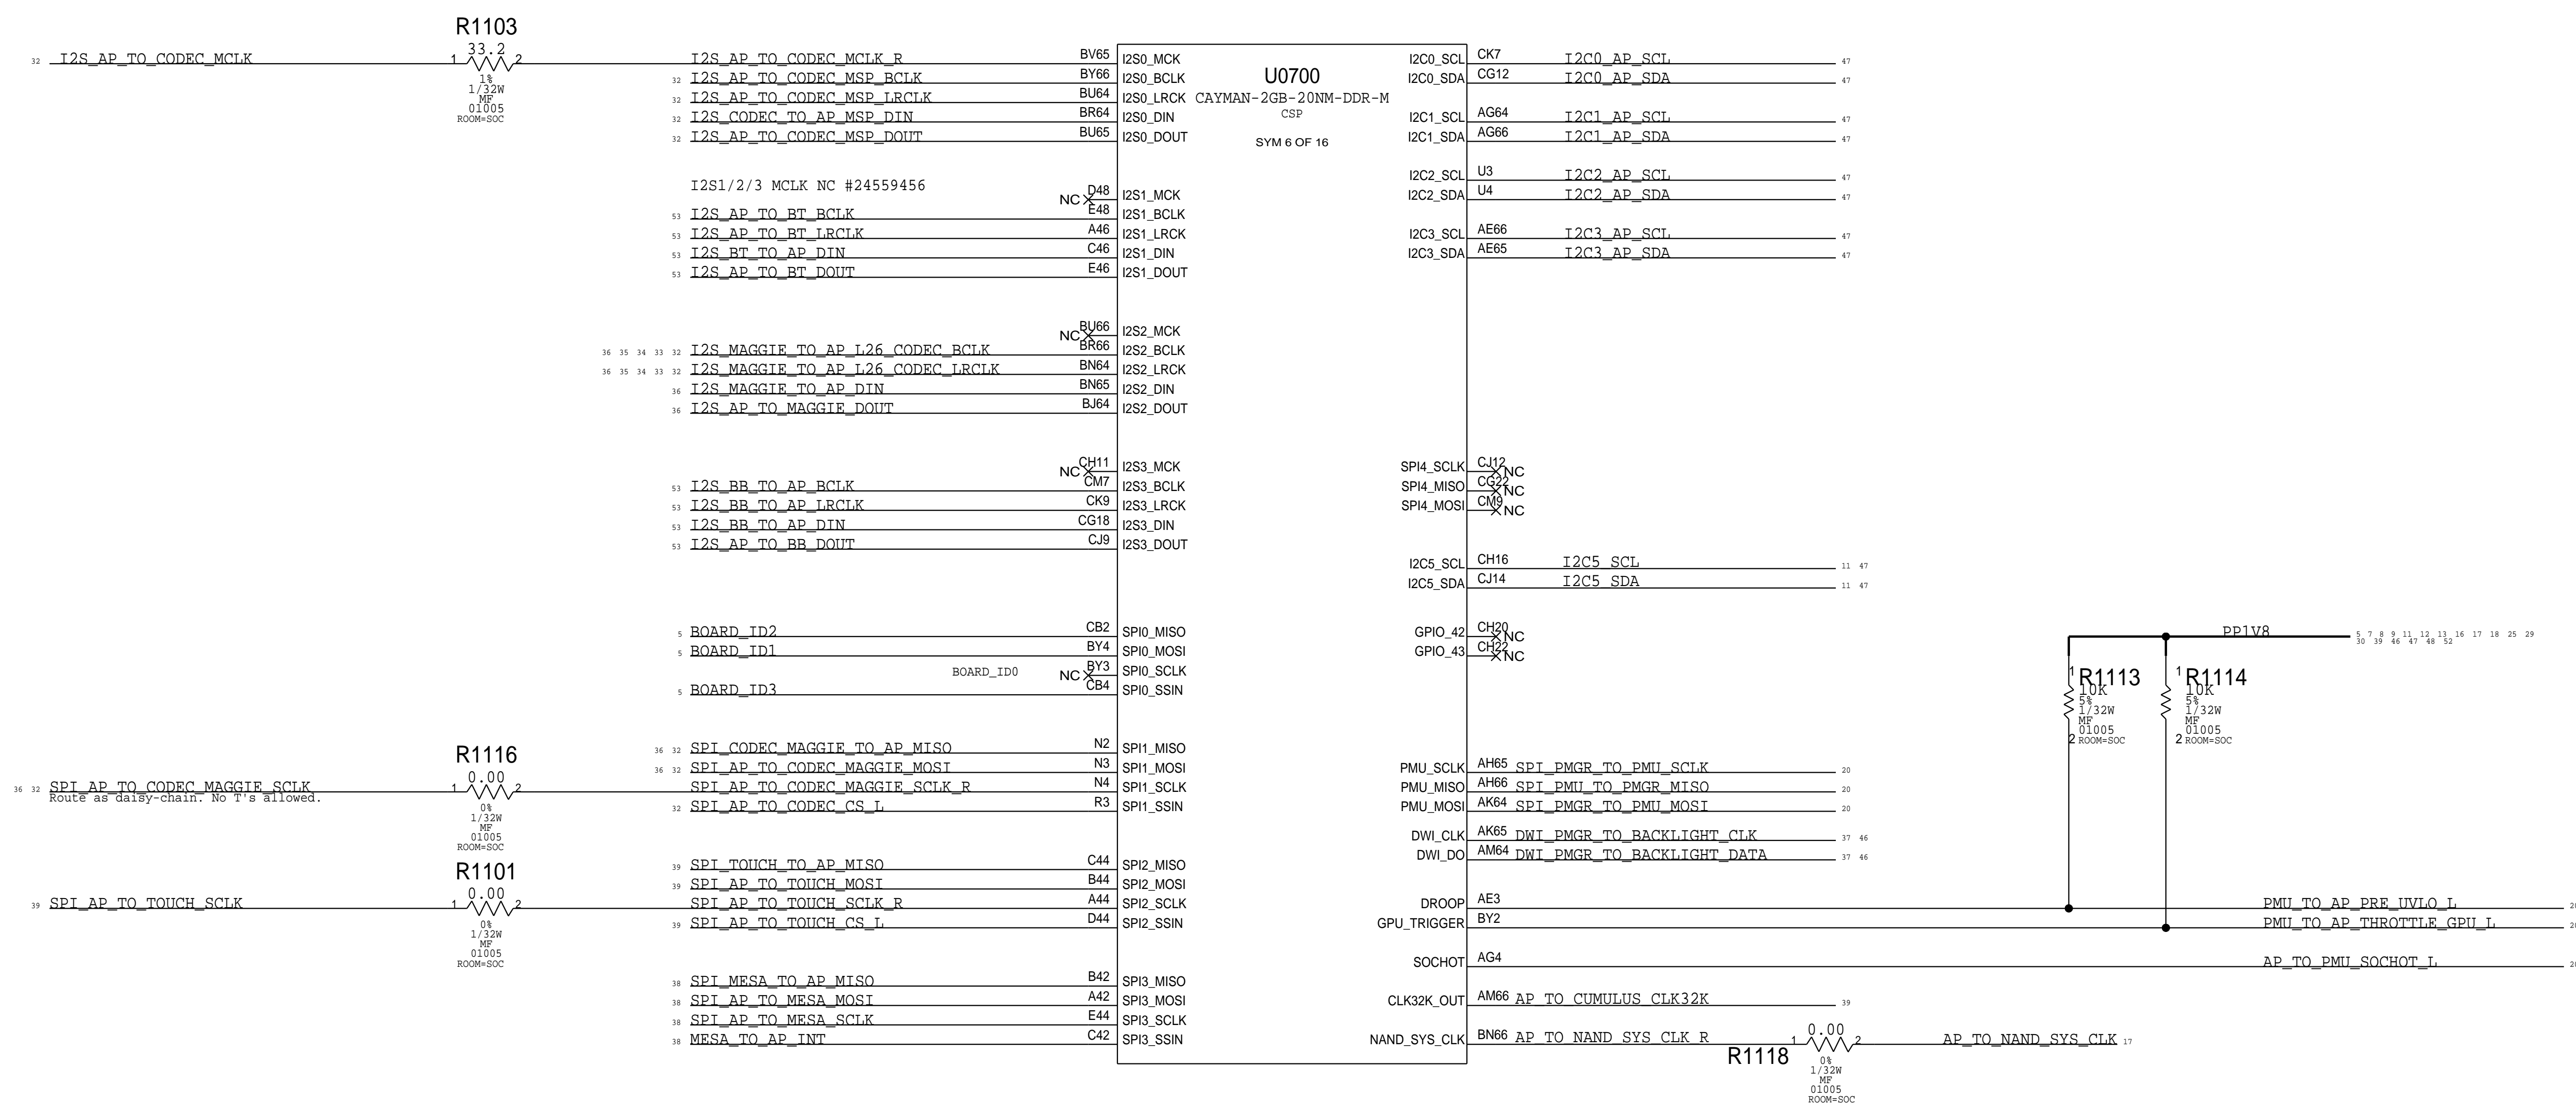 R1103
33.2
32 I2S_AP_TO_CODEC_MCLK 1 2
1%
1/32W
MF
01005
ROOM=SOC
I2S_AP_TO_CODEC_MCLK_R BV65 I2S0_MCK
32 I2S_AP_TO_CODEC_MSP_BCLK BY66 I2S0_BCLK
32 I2S_AP_TO_CODEC_MSP_LRCLK BU64 I2S0_LRCK
32 I2S_CODEC_TO_AP_MSP_DIN BR64 I2S0_DIN
32 I2S_AP_TO_CODEC_MSP_DOUT BU65 I2S0_DOUT
I2S1/2/3 MCLK NC #24559456
NC D48 I2S1_MCK
53 I2S_AP_TO_BT_BCLK E48 I2S1_BCLK
53 I2S_AP_TO_BT_LRCLK A46 I2S1_LRCK
53 I2S_BT_TO_AP_DIN C46 I2S1_DIN
53 I2S_AP_TO_BT_DOUT E46 I2S1_DOUT
NC BU66 I2S2_MCK
36 35 34 33 32 I2S_MAGGIE_TO_AP_L26_CODEC_BCLK BR66 I2S2_BCLK
36 35 34 33 32 I2S_MAGGIE_TO_AP_L26_CODEC_LRCLK BN64 I2S2_LRCK
36 I2S_MAGGIE_TO_AP_DIN BN65 I2S2_DIN
36 I2S_AP_TO_MAGGIE_DOUT BJ64 I2S2_DOUT
NC CH11 I2S3_MCK
53 I2S_BB_TO_AP_BCLK CM7 I2S3_BCLK
53 I2S_BB_TO_AP_LRCLK CK9 I2S3_LRCK
53 I2S_BB_TO_AP_DIN CG18 I2S3_DIN
53 I2S_AP_TO_BB_DOUT CJ9 I2S3_DOUT
5 BOARD_ID2 CB2 SPI0_MISO
5 BOARD_ID1 BY4 SPI0_MOSI
BOARD_ID0 NC BY3 SPI0_SCLK
5 BOARD_ID3 CB4 SPI0_SSIN
36 32 SPI_CODEC_MAGGIE_TO_AP_MISO N2 SPI1_MISO
36 32 SPI_AP_TO_CODEC_MAGGIE_MOSI N3 SPI1_MOSI
R1116
0.00
36 32 SPI_AP_TO_CODEC_MAGGIE_SCLK 1 2 SPI_AP_TO_CODEC_MAGGIE_SCLK_R N4 SPI1_SCLK
Route as daisy-chain. No T's allowed.
0%
1/32W
MF
01005
ROOM=SOC
32 SPI_AP_TO_CODEC_CS_L R3 SPI1_SSIN
39 SPI_TOUCH_TO_AP_MISO C44 SPI2_MISO
39 SPI_AP_TO_TOUCH_MOSI B44 SPI2_MOSI
R1101
0.00
39 SPI_AP_TO_TOUCH_SCLK 1 2 SPI_AP_TO_TOUCH_SCLK_R A44 SPI2_SCLK
0%
1/32W
MF
01005
ROOM=SOC
39 SPI_AP_TO_TOUCH_CS_L D44 SPI2_SSIN
38 SPI_MESA_TO_AP_MISO B42 SPI3_MISO
38 SPI_AP_TO_MESA_MOSI A42 SPI3_MOSI
38 SPI_AP_TO_MESA_SCLK E44 SPI3_SCLK
38 MESA_TO_AP_INT C42 SPI3_SSIN
U0700
CAYMAN-2GB-20NM-DDR-M
CSP
SYM 6 OF 16
I2C0_SCL CK7 I2C0_AP_SCL 47
I2C0_SDA CG12 I2C0_AP_SDA 47
I2C1_SCL AG64 I2C1_AP_SCL 47
I2C1_SDA AG66 I2C1_AP_SDA 47
I2C2_SCL U3 I2C2_AP_SCL 47
I2C2_SDA U4 I2C2_AP_SDA 47
I2C3_SCL AE66 I2C3_AP_SCL 47
I2C3_SDA AE65 I2C3_AP_SDA 47
SPI4_SCLK CJ12 NC
SPI4_MISO CG22 NC
SPI4_MOSI CM9 NC
I2C5_SCL CH16 I2C5_SCL 11 47
I2C5_SDA CJ14 I2C5_SDA 11 47
GPIO_42 CH20 NC
GPIO_43 CH22 NC
PP1V8 5 7 8 9 11 12 13 16 17 18 25 29
30 39 46 47 48 52
1 R1113
10K
5%
1/32W
MF
01005
2 ROOM=SOC
1 R1114
10K
5%
1/32W
MF
01005
2 ROOM=SOC
PMU_SCLK AH65 SPI_PMGR_TO_PMU_SCLK 20
PMU_MISO AH66 SPI_PMU_TO_PMGR_MISO 20
PMU_MOSI AK64 SPI_PMGR_TO_PMU_MOSI 20
DWI_CLK AK65 DWI_PMGR_TO_BACKLIGHT_CLK 37 46
DWI_DO AM64 DWI_PMGR_TO_BACKLIGHT_DATA 37 46
DROOP AE3 PMU_TO_AP_PRE_UVLO_L
GPU_TRIGGER BY2 PMU_TO_AP_THROTTLE_GPU_L
SOCHOT AG4 AP_TO_PMU_SOCHOT_L
CLK32K_OUT AM66 AP_TO_CUMULUS_CLK32K 39
NAND_SYS_CLK BN66 AP_TO_NAND_SYS_CLK_R 1 0.00 2 AP_TO_NAND_SYS_CLK 17
R1118
0%
1/32W
MF
01005
ROOM=SOC